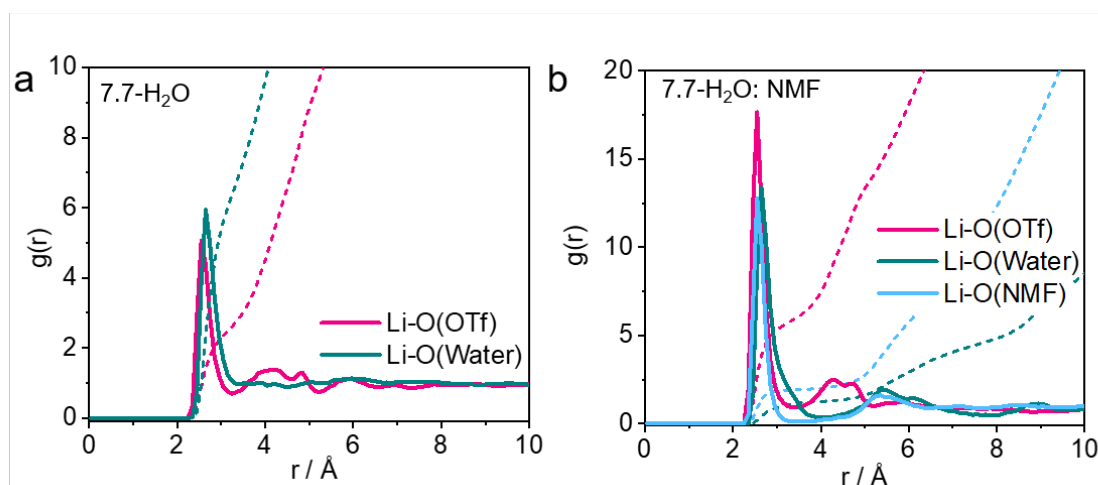 a
7.7-H₂O
10
8
6
4
2
0
g(r)
Li-O(OTf)
Li-O(Water)
0 2 4 6 8 10
r / Å
b
7.7-H₂O: NMF
20
15
10
5
0
g(r)
Li-O(OTf)
Li-O(Water)
Li-O(NMF)
0 2 4 6 8 10
r / Å